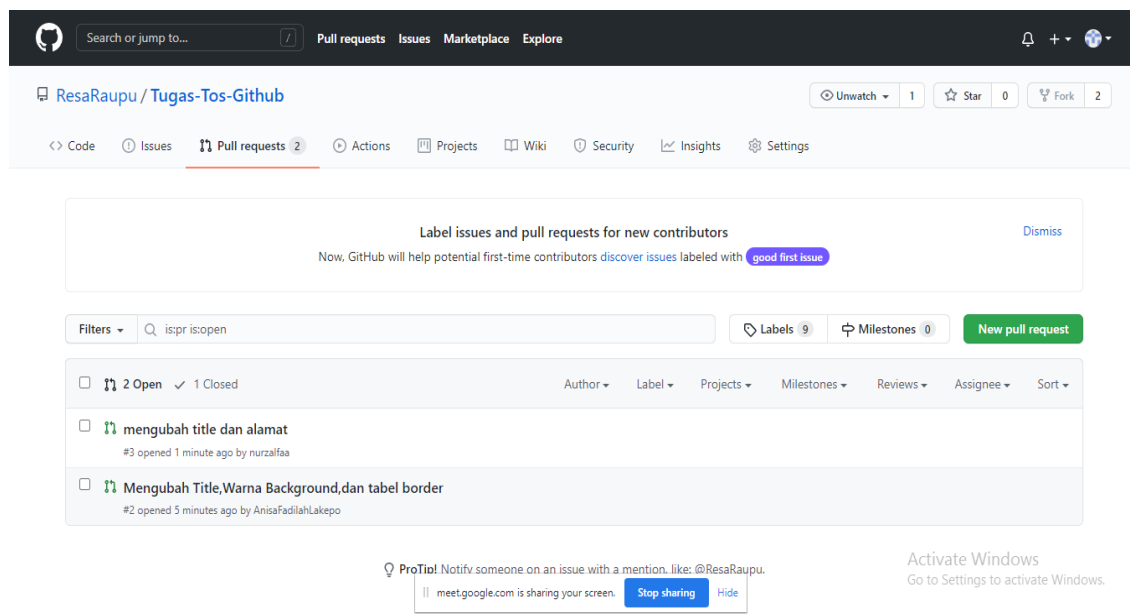 Search or jump to... / Pull requests Issues Marketplace Explore
ResaRaupu / Tugas-Tos-Github Unwatch 1 Star 0 Fork 2
Code Issues Pull requests 2 Actions Projects Wiki Security Insights Settings
Label issues and pull requests for new contributors Dismiss
Now, GitHub will help potential first-time contributors discover issues labeled with good first issue
Filters is:pr is:open Labels 9 Milestones 0 New pull request
2 Open 1 Closed Author Label Projects Milestones Reviews Assignee Sort
mengubah title dan alamat
#3 opened 1 minute ago by nurzalfaa
Mengubah Title,Warna Background,dan tabel border
#2 opened 5 minutes ago by AnisaFadilahLakepo
Activate Windows
ProTip! Notify someone on an issue with a mention, like: @ResaRaupu.
Go to Settings to activate Windows.
meet.google.com is sharing your screen. Stop sharing Hide